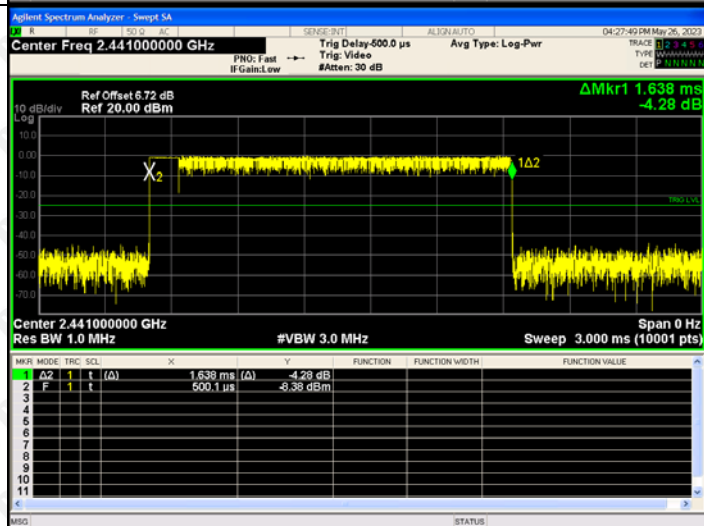 Agilent Spectrum Analyzer - Swept SA
R RF 50 Ω AC SENSE:INT ALIGN AUTO 04:27:49 PM May 26, 2023
Center Freq 2.441000000 GHz
PNO: Fast
IFGain:Low
Trig Delay-500.0 µs
Trig: Video
#Atten: 30 dB
Avg Type: Log-Pwr
TRACE 1 2 3 4 5 6
TYPE
DET P N N N N N
ΔMkr1 1.638 ms
-4.28 dB
Ref Offset 6.72 dB
10 dB/div Ref 20.00 dBm
Log
10.0
0.00
-10.0
-20.0
-30.0
-40.0
-50.0
-60.0
-70.0
X2
1Δ2
TRIG LVL
Center 2.441000000 GHz Span 0 Hz
Res BW 1.0 MHz #VBW 3.0 MHz Sweep 3.000 ms (10001 pts)
MKR MODE TRC SCL X Y FUNCTION FUNCTION WIDTH FUNCTION VALUE
1 Δ2 1 t (Δ) 1.638 ms (Δ) -4.28 dB
2 F 1 t 500.1 µs -8.38 dBm
3
4
5
6
7
8
9
10
11
MSG STATUS